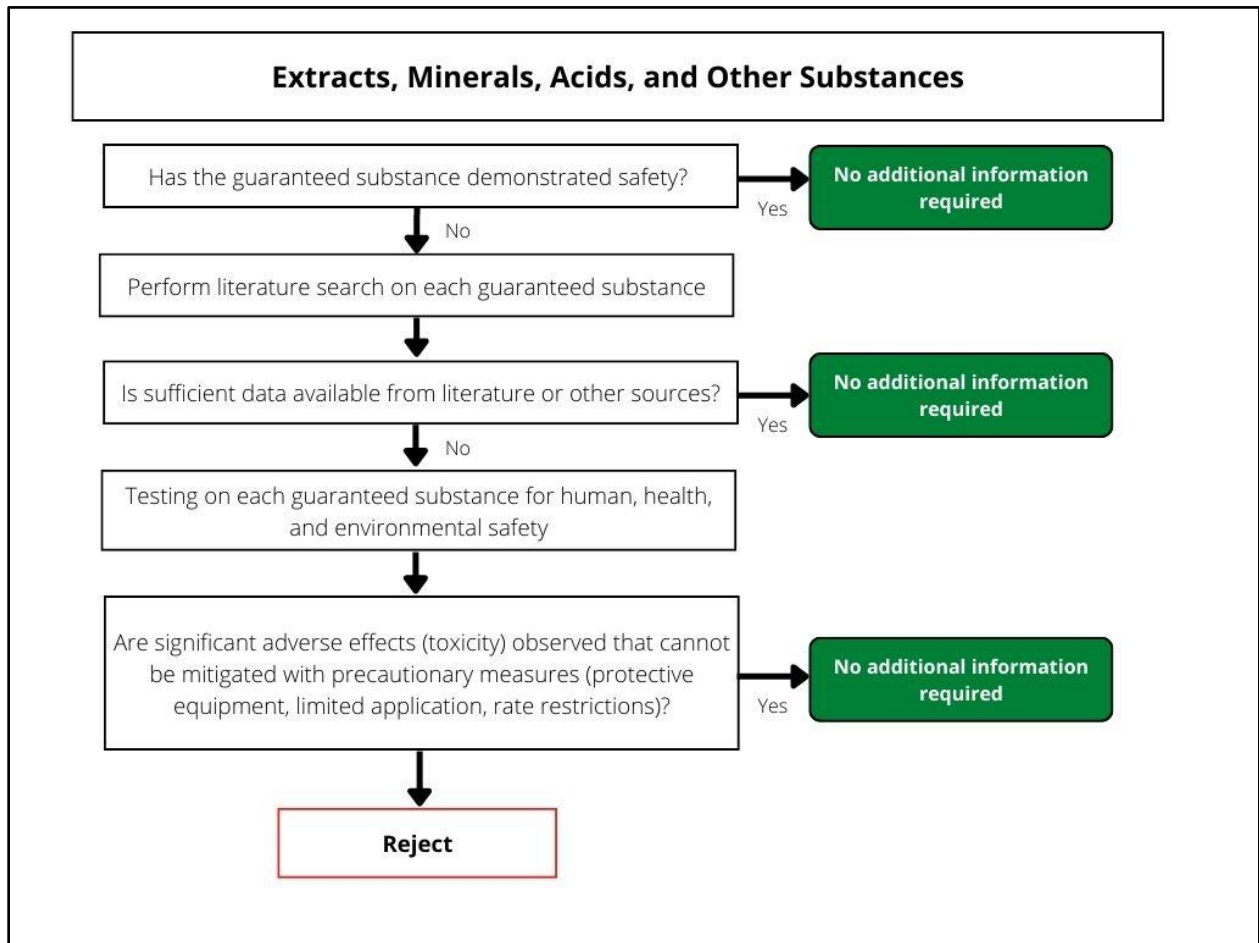 Extracts, Minerals, Acids, and Other Substances
Has the guaranteed substance demonstrated safety?
No additional information
required
Yes
No
Perform literature search on each guaranteed substance
Is sufficient data available from literature or other sources?
No additional information
required
Yes
No
Testing on each guaranteed substance for human, health,
and environmental safety
Are significant adverse effects (toxicity) observed that cannot
be mitigated with precautionary measures (protective
equipment, limited application, rate restrictions)?
No additional information
required
Yes
Reject